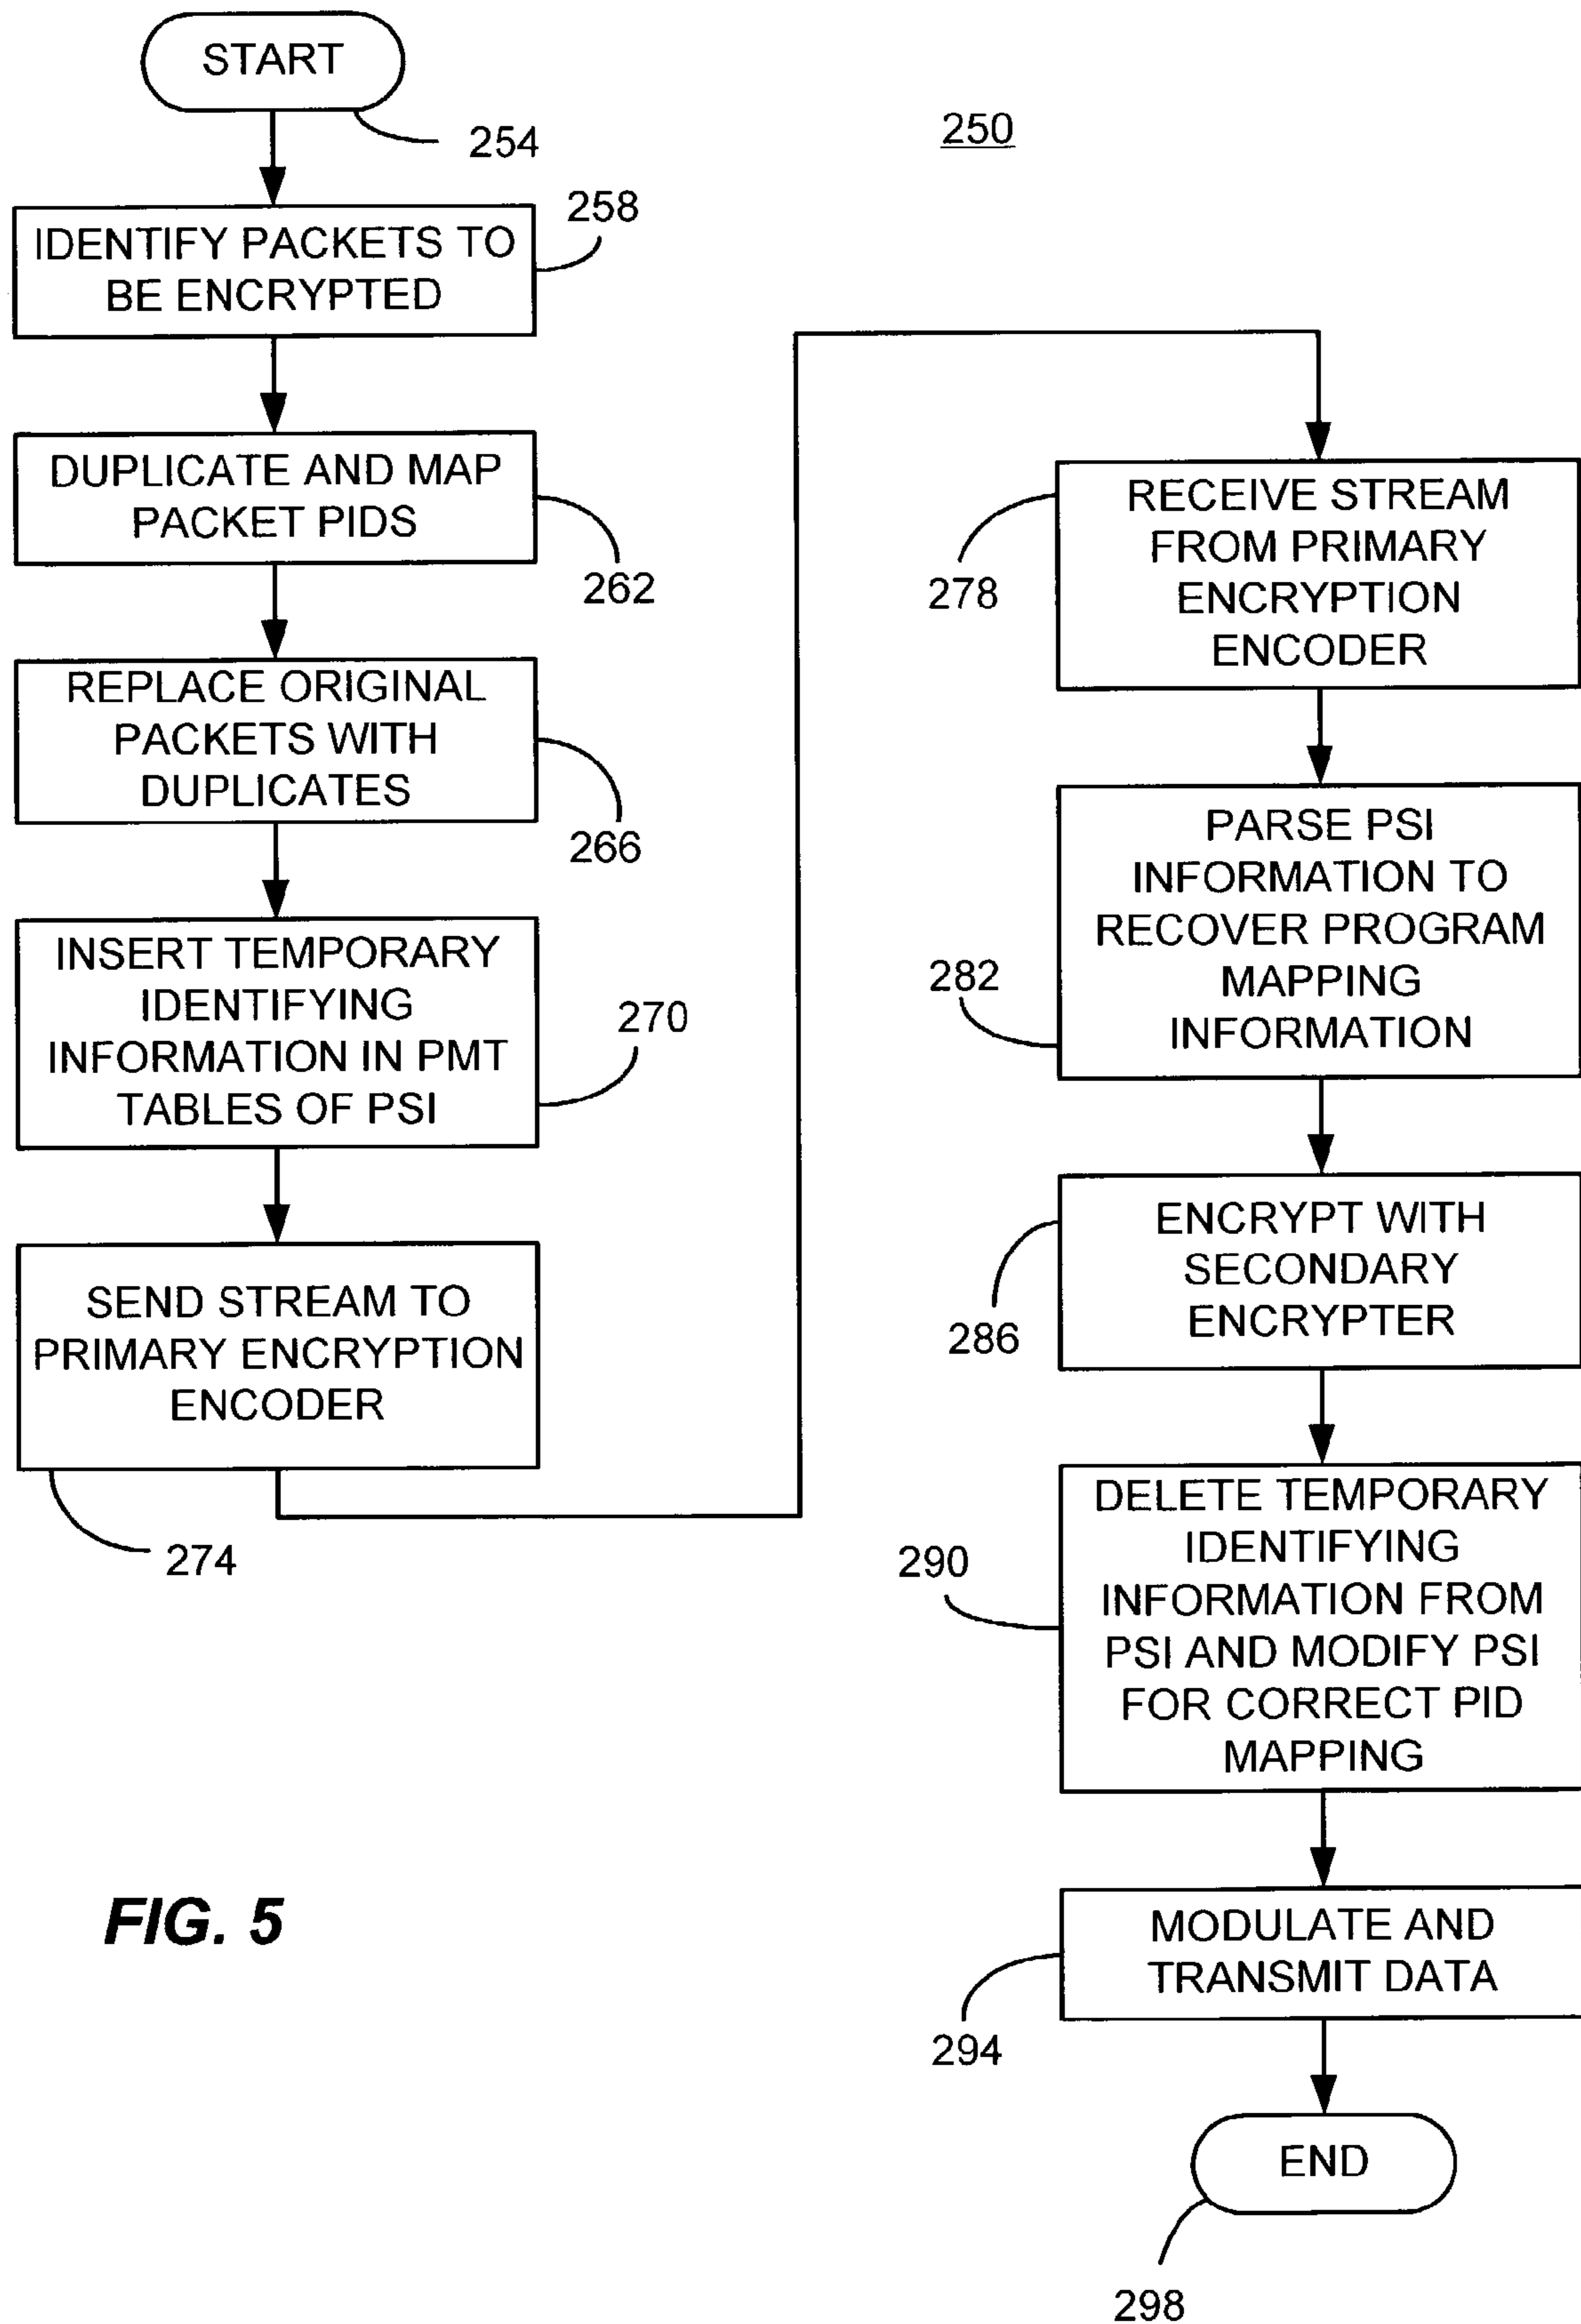 START
254
250
IDENTIFY PACKETS TO
BE ENCRYPTED
258
DUPLICATE AND MAP
PACKET PIDS
262
REPLACE ORIGINAL
PACKETS WITH
DUPLICATES
266
INSERT TEMPORARY
IDENTIFYING
INFORMATION IN PMT
TABLES OF PSI
270
SEND STREAM TO
PRIMARY ENCRYPTION
ENCODER
274
RECEIVE STREAM
FROM PRIMARY
ENCRYPTION
ENCODER
278
PARSE PSI
INFORMATION TO
RECOVER PROGRAM
MAPPING
INFORMATION
282
ENCRYPT WITH
SECONDARY
ENCRYPTER
286
DELETE TEMPORARY
IDENTIFYING
INFORMATION FROM
PSI AND MODIFY PSI
FOR CORRECT PID
MAPPING
290
MODULATE AND
TRANSMIT DATA
294
END
298
FIG. 5